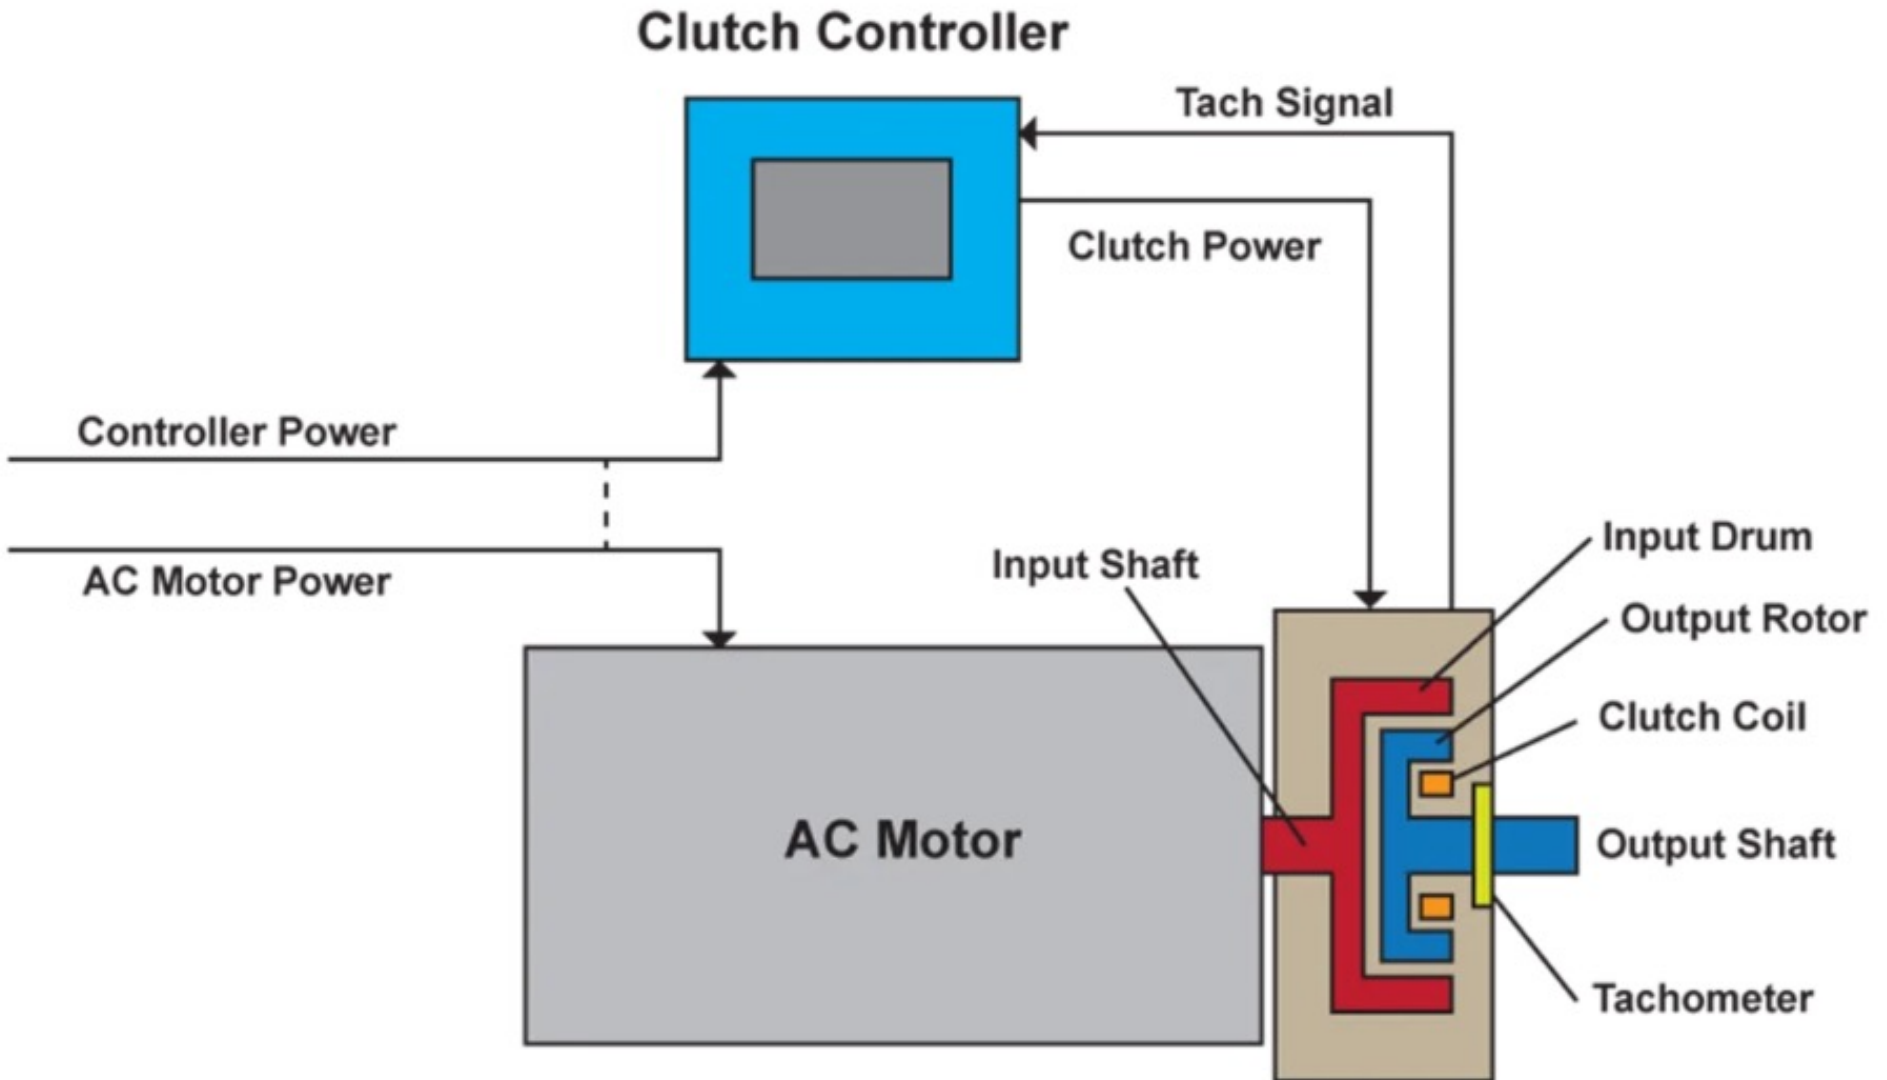 Clutch Controller
Tach Signal
Clutch Power
Controller Power
AC Motor Power
Input Shaft
Input Drum
Output Rotor
Clutch Coil
AC Motor
Output Shaft
Tachometer